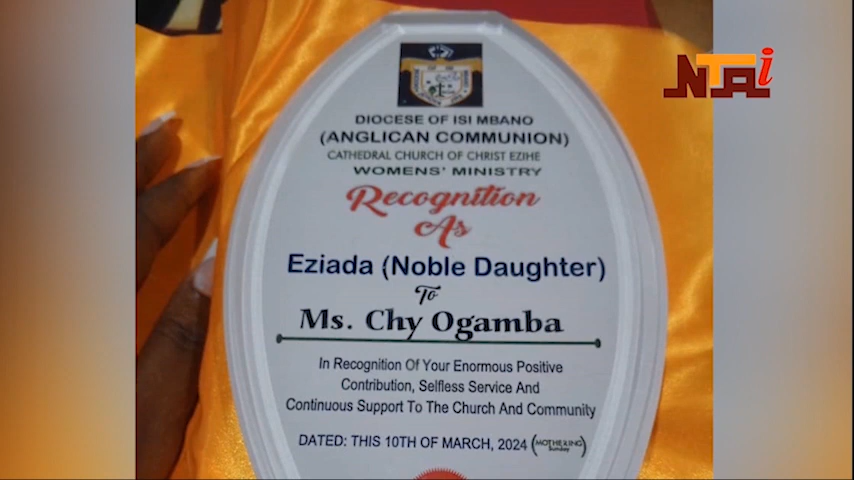 NTAi
DIOCESE OF ISI MBANO
(ANGLICAN COMMUNION)
CATHEDRAL CHURCH OF CHRIST EZIHE
WOMENS' MINISTRY
Recognition
As
Eziada (Noble Daughter)
To
Ms. Chy Ogamba
In Recognition Of Your Enormous Positive
Contribution, Selfless Service And
Continuous Support To The Church And Community
DATED: THIS 10TH OF MARCH, 2024 (MOTHERING Sunday)